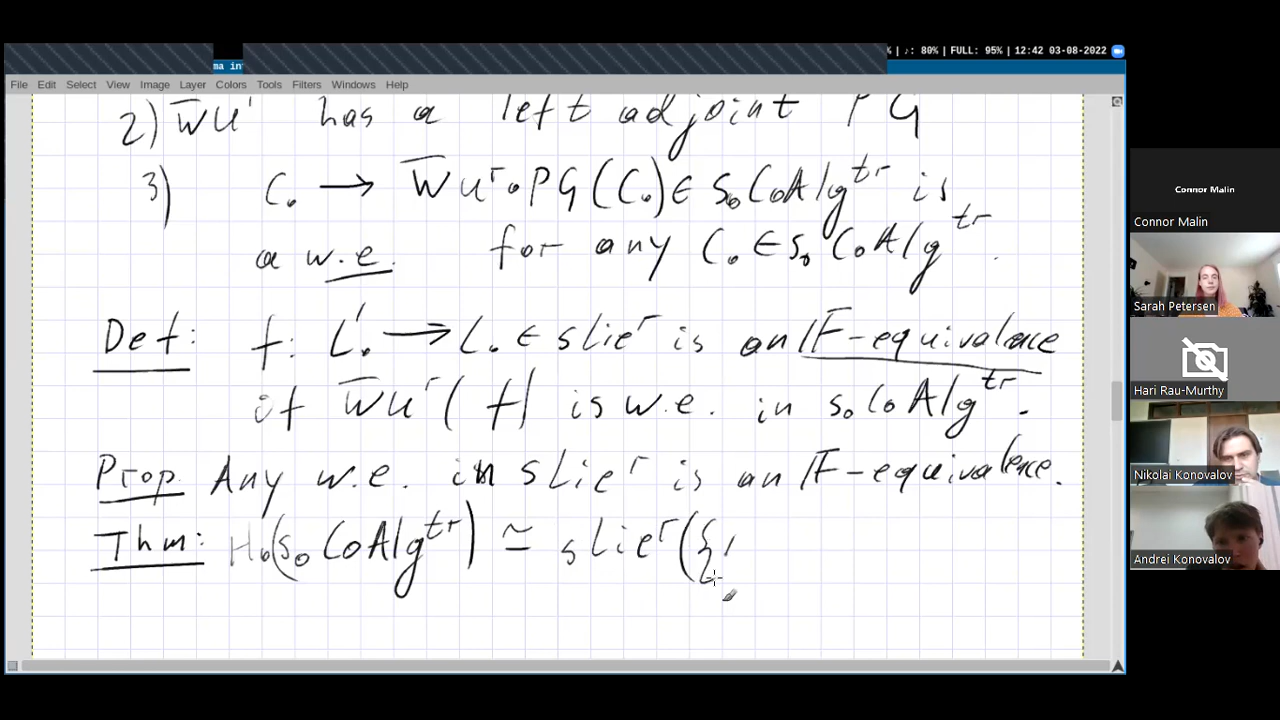 %, ♪: 80% | FULL: 95% | 12:42 03-08-2022
File Edit Select View Image Layer Colors Tools Filters Windows Help
2) W̅U^r has a left adjoint PG
3) C. → W̅U^r∘PG(C.) ∈ s₀CoAlg^tr is
a w.e. for any C. ∈ s₀CoAlg^tr.
Def: f: L'. → L. ∈ sLie^r is an 𝔽-equivalence
if W̅U^r(f) is w.e. in s₀CoAlg^tr.
Prop. Any w.e. in sLie^r is an 𝔽-equivalence.
Thm: Ho(s₀CoAlg^tr) ≃ sLie^r({
Connor Malin
Connor Malin
Sarah Petersen
Hari Rau-Murthy
Nikolai Konovalov
Andrei Konovalov